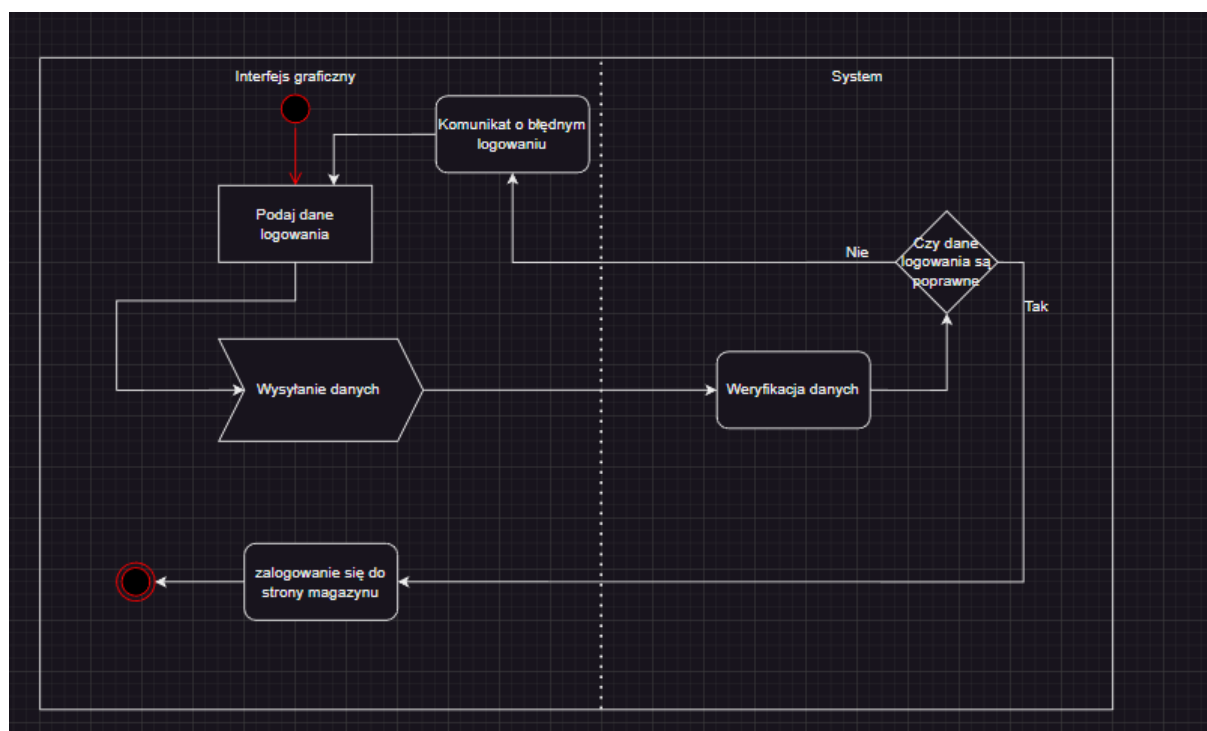 Interfejs graficzny
System
Komunikat o błędnym
logowaniu
Podaj dane
logowania
Nie
Czy dane
logowania są
poprawne
Tak
Wysyłanie danych
Weryfikacja danych
zalogowanie się do
strony magazynu